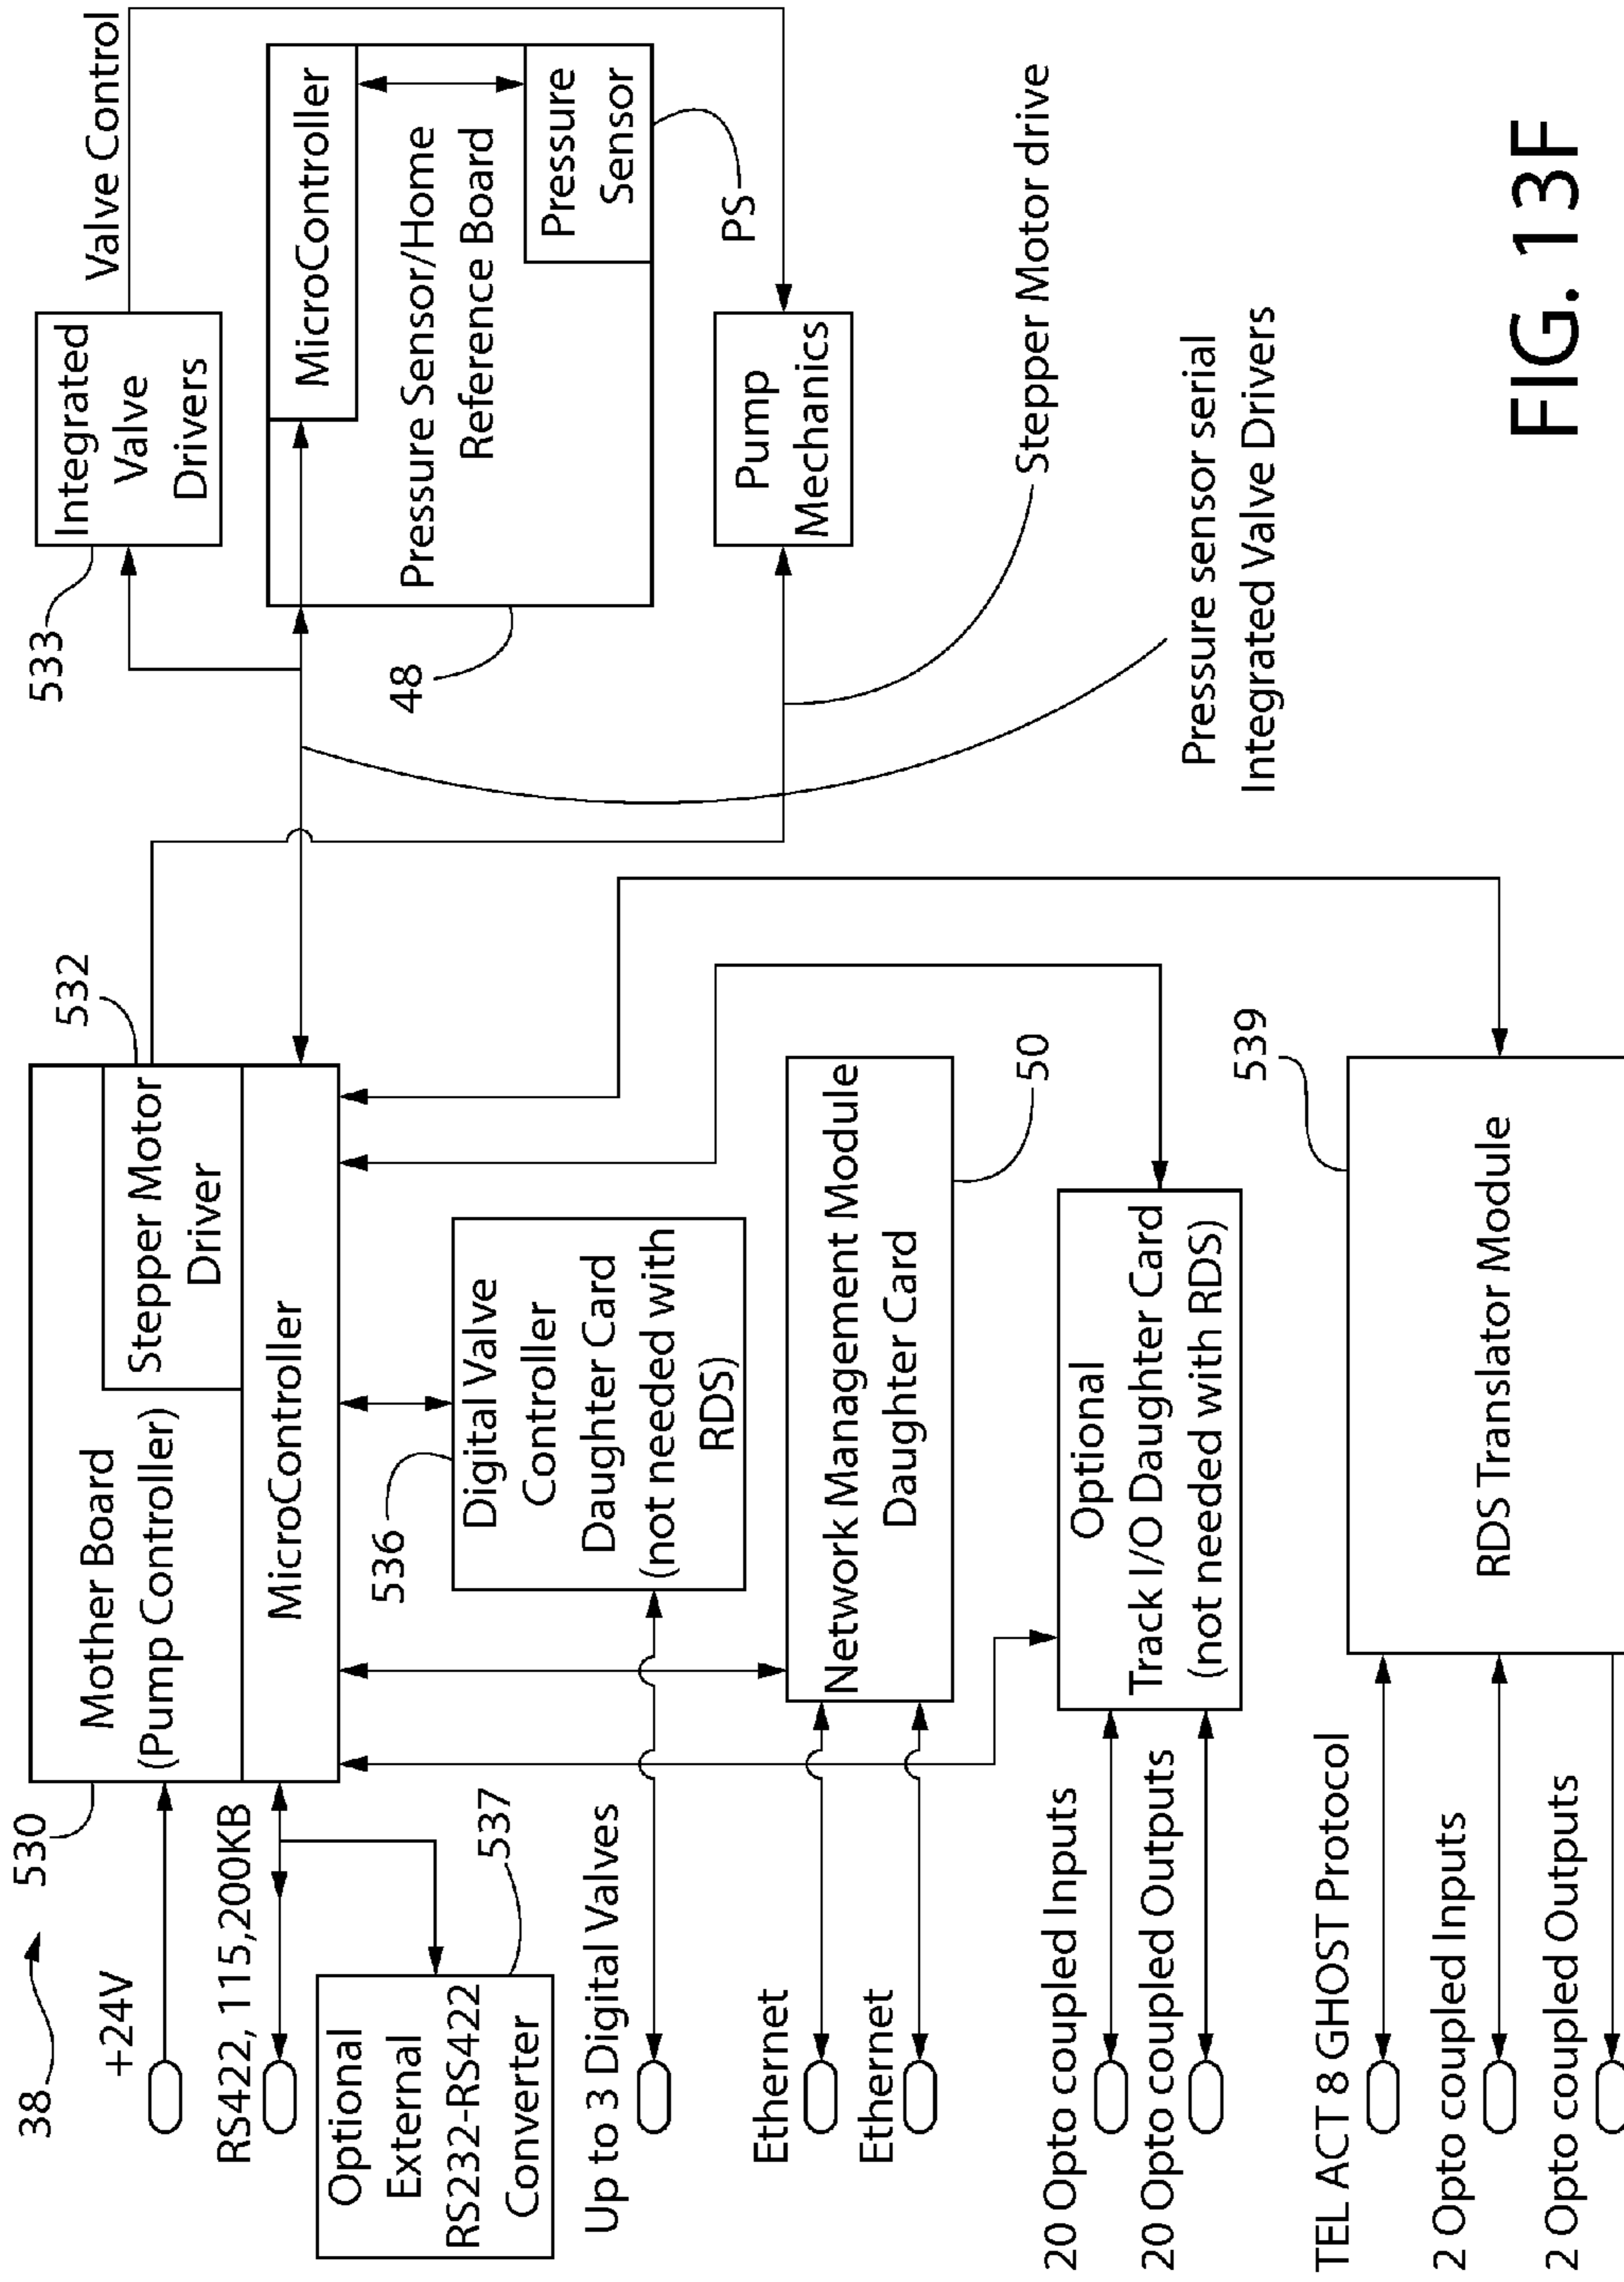 38
530
532
533
Mother Board
(Pump Controller)
Stepper Motor
Driver
MicroController
+24V
RS422, 115,200KB
Optional
External
RS232-RS422
Converter
537
Integrated
Valve
Drivers
Valve Control
MicroController
Pressure Sensor/Home
Reference Board
Pressure
Sensor
48
PS
536
Digital Valve
Controller
Daughter Card
(not needed with
RDS)
Up to 3 Digital Valves
Pump
Mechanics
Ethernet
Ethernet
Network Management Module
Daughter Card
50
Stepper Motor drive
20 Opto coupled Inputs
20 Opto coupled Outputs
Optional
Track I/O Daughter Card
(not needed with RDS)
Pressure sensor serial
Integrated Valve Drivers
539
TEL ACT 8 GHOST Protocol
2 Opto coupled Inputs
2 Opto coupled Outputs
RDS Translator Module
FIG. 13F